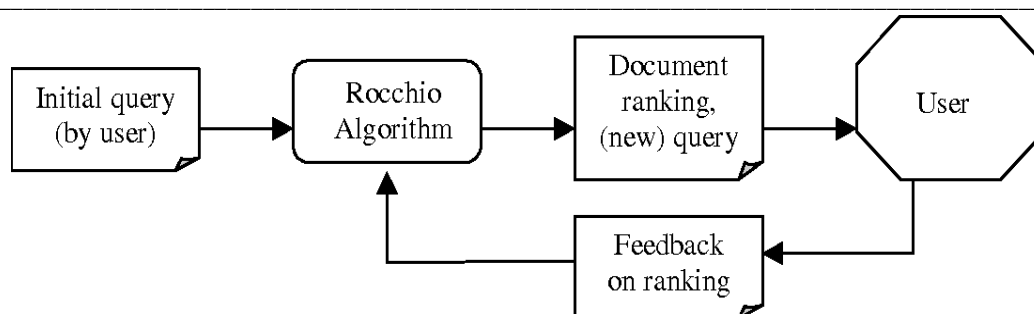 Initial query
(by user)
Rocchio
Algorithm
Document
ranking,
(new) query
User
Feedback
on ranking